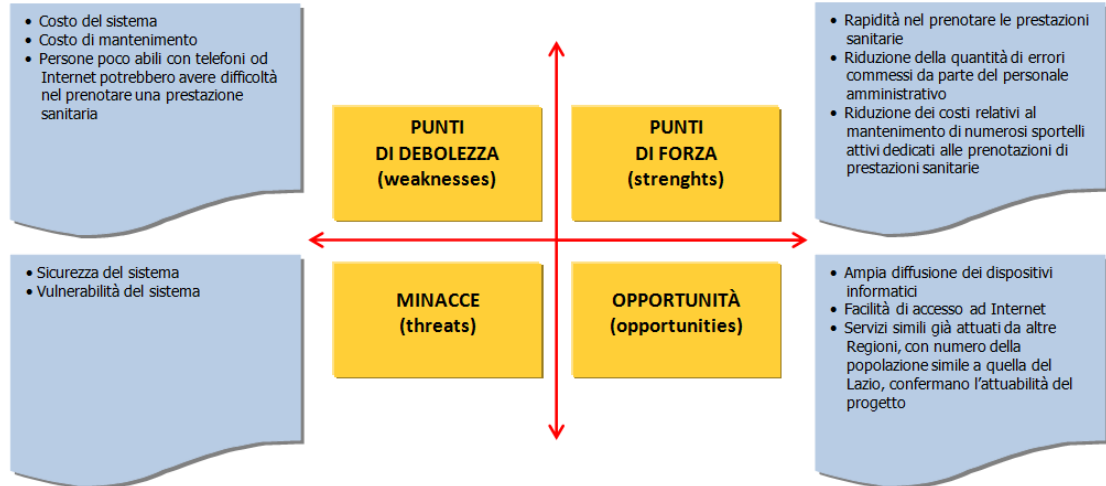 • Costo del sistema
• Costo di mantenimento
• Persone poco abili con telefoni od
Internet potrebbero avere difficoltà
nel prenotare una prestazione
sanitaria
PUNTI
DI DEBOLEZZA
(weaknesses)
PUNTI
DI FORZA
(strenghts)
• Rapidità nel prenotare le prestazioni
sanitarie
• Riduzione della quantità di errori
commessi da parte del personale
amministrativo
• Riduzione dei costi relativi al
mantenimento di numerosi sportelli
attivi dedicati alle prenotazioni di
prestazioni sanitarie
• Sicurezza del sistema
• Vulnerabilità del sistema
MINACCE
(threats)
OPPORTUNITÀ
(opportunities)
• Ampia diffusione dei dispositivi
informatici
• Facilità di accesso ad Internet
• Servizi simili già attuati da altre
Regioni, con numero della
popolazione simile a quella del
Lazio, confermano l’attuabilità del
progetto